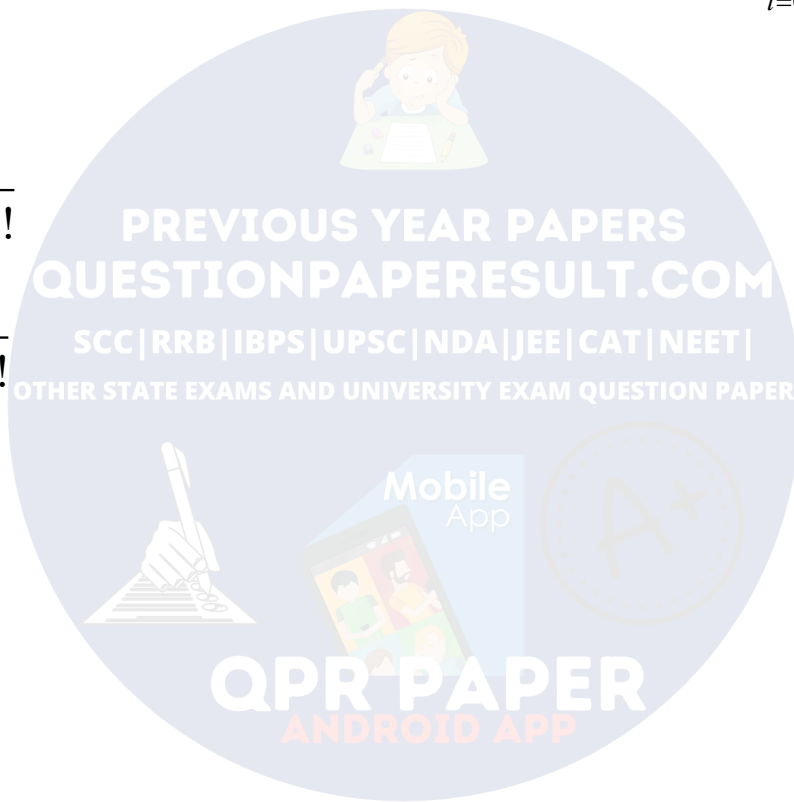 !
PREVIOUS YEAR PAPERS
QUESTIONPAPERESULT.COM
SCC|RRB|IBPS|UPSC|NDA|JEE|CAT|NEET|
!
OTHER STATE EXAMS AND UNIVERSITY EXAM QUESTION PAPER
Mobile
App
A+
QPR PAPER
ANDROID APP